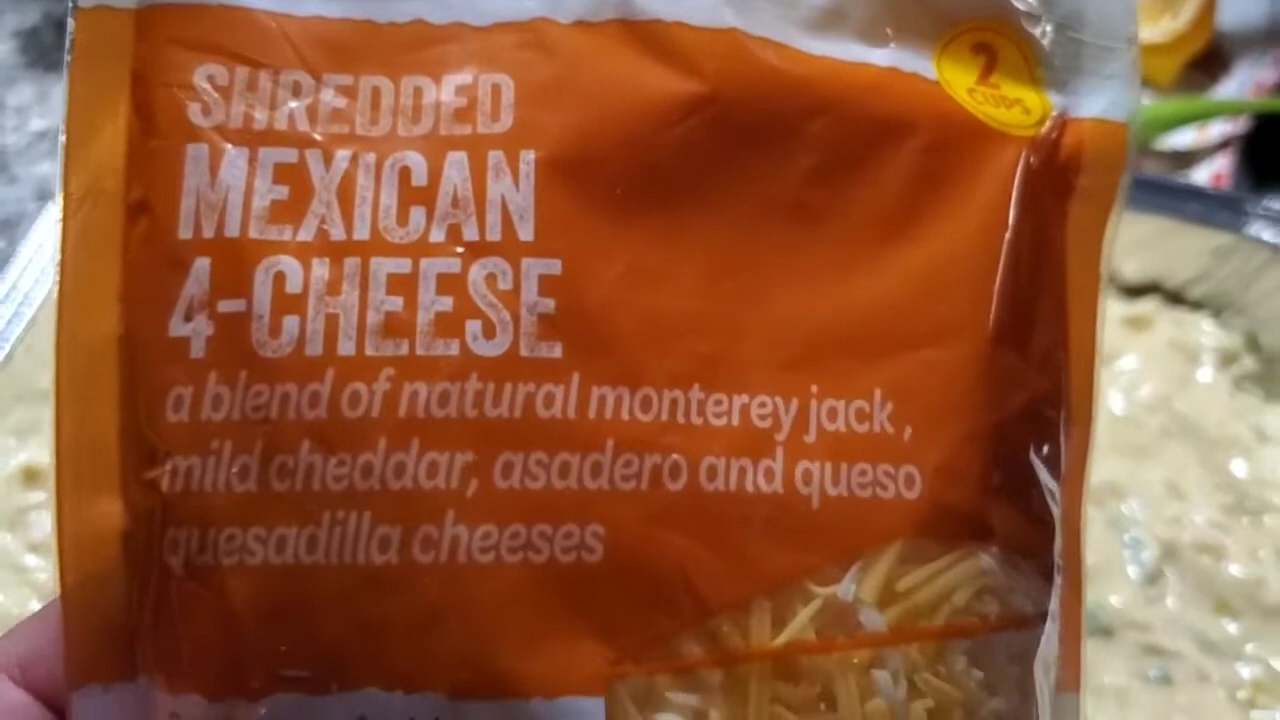 2
CUPS
SHREDDED
MEXICAN
4-CHEESE
a blend of natural monterey jack,
mild cheddar, asadero and queso
quesadilla cheeses